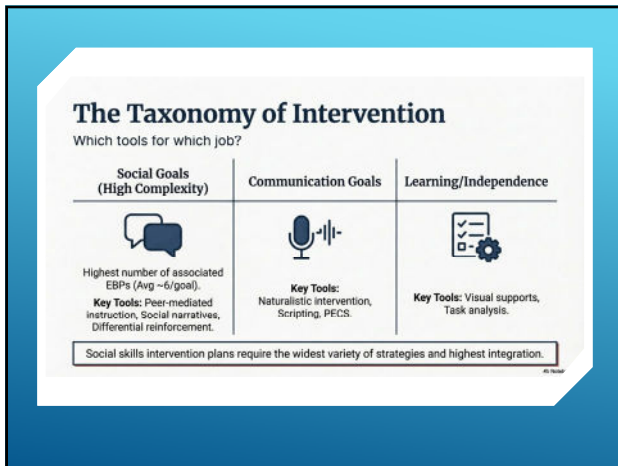 The Taxonomy of Intervention
Which tools for which job?
Social Goals
(High Complexity)
Highest number of associated
EBPs (Avg ~6/goal).
Key Tools: Peer-mediated
instruction, Social narratives,
Differential reinforcement.
Communication Goals
Key Tools:
Naturalistic intervention,
Scripting, PECS.
Learning/Independence
Key Tools: Visual supports,
Task analysis.
Social skills intervention plans require the widest variety of strategies and highest integration.